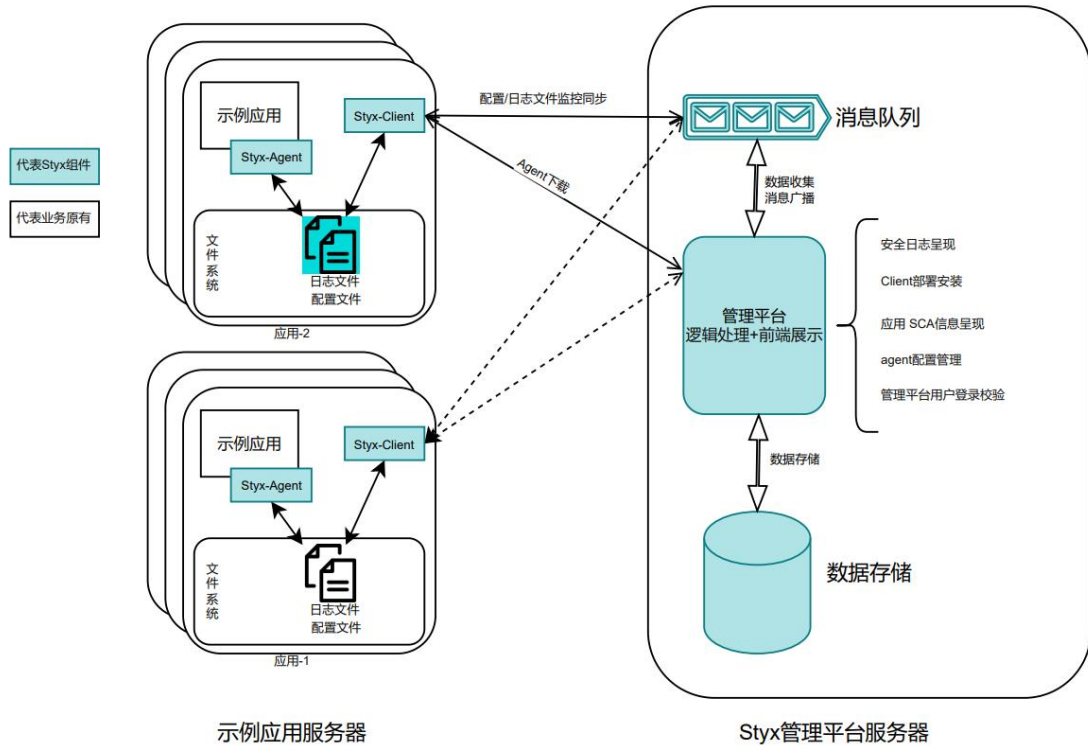 代表Styx组件
代表业务原有
示例应用
Styx-Client
Styx-Agent
文件系统
日志文件
配置文件
应用-2
示例应用
Styx-Client
Styx-Agent
文件系统
日志文件
配置文件
应用-1
示例应用服务器
配置/日志文件监控同步
Agent下载
消息队列
数据收集
消息广播
管理平台
逻辑处理+前端展示
安全日志呈现
Client部署安装
应用 SCA信息呈现
agent配置管理
管理平台用户登录校验
数据存储
数据存储
Styx管理平台服务器